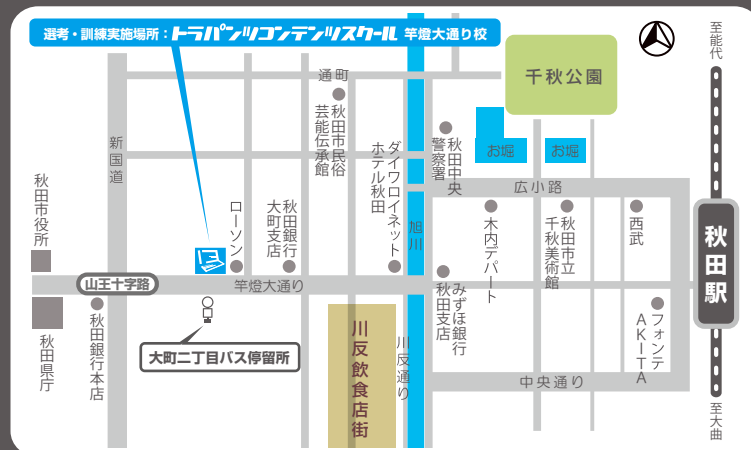 選考・訓練実施場所：トラパンツコンテンツスクール 竿燈大通り校
至能代
千秋公園
通町
秋田市民俗
芸能伝承館
新国道
ダイワロイネット
ホテル秋田
秋田中央
警察署
お堀
お堀
広小路
秋田市役所
ローソン
秋田銀行
大町支店
旭川
木内デパート
秋田市立
千秋美術館
西武
秋田駅
山王十字路
竿燈大通り
みずほ銀行
秋田支店
秋田県庁
秋田銀行本店
大町二丁目バス停留所
川反飲食店街
川反通り
フォンテ
AKITA
中央通り
至大曲